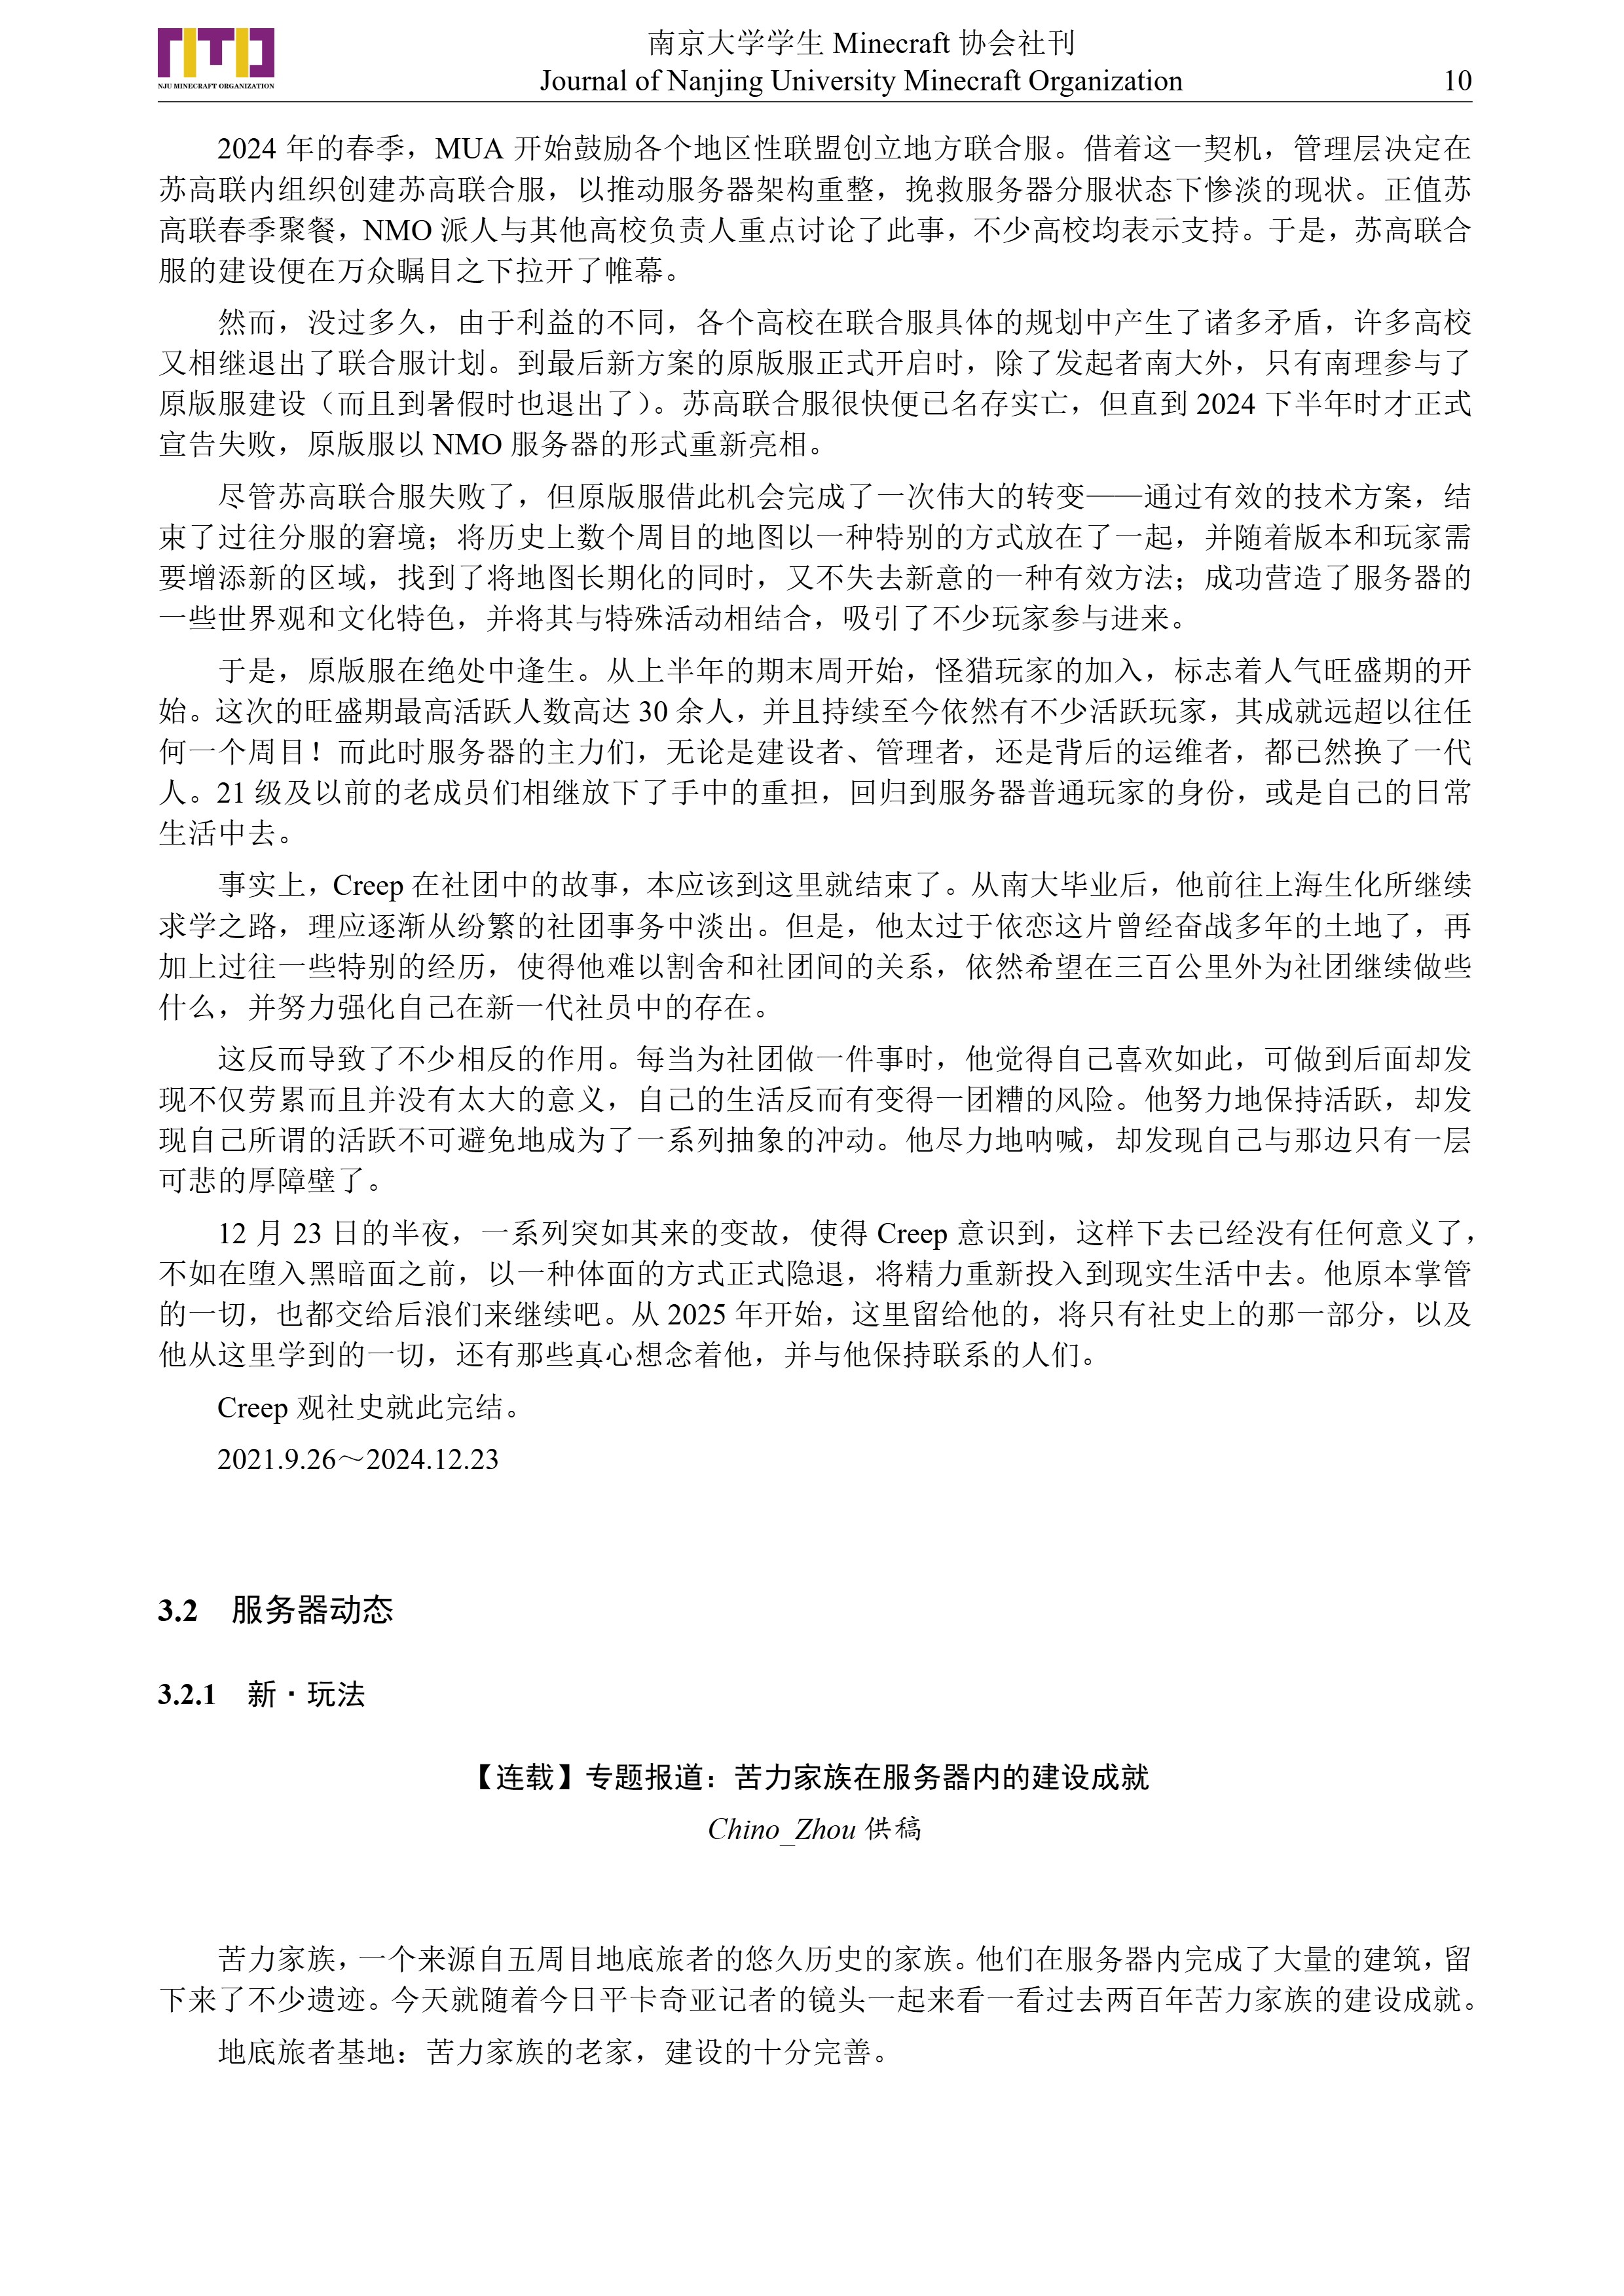 NJU MINECRAFT ORGANIZATION
南京大学学生 Minecraft 协会社刊
Journal of Nanjing University Minecraft Organization
10
2024 年的春季，MUA 开始鼓励各个地区性联盟创立地方联合服。借着这一契机，管理层决定在
苏高联内组织创建苏高联合服，以推动服务器架构重整，挽救服务器分服状态下惨淡的现状。正值苏
高联春季聚餐，NMO 派人与其他高校负责人重点讨论了此事，不少高校均表示支持。于是，苏高联合
服的建设便在万众瞩目之下拉开了帷幕。
然而，没过多久，由于利益的不同，各个高校在联合服具体的规划中产生了诸多矛盾，许多高校
又相继退出了联合服计划。到最后新方案的原版服正式开启时，除了发起者南大外，只有南理参与了
原版服建设（而且到暑假时也退出了）。苏高联合服很快便已名存实亡，但直到 2024 下半年时才正式
宣告失败，原版服以 NMO 服务器的形式重新亮相。
尽管苏高联合服失败了，但原版服借此机会完成了一次伟大的转变——通过有效的技术方案，结
束了过往分服的窘境；将历史上数个周目的地图以一种特别的方式放在了一起，并随着版本和玩家需
要增添新的区域，找到了将地图长期化的同时，又不失去新意的一种有效方法；成功营造了服务器的
一些世界观和文化特色，并将其与特殊活动相结合，吸引了不少玩家参与进来。
于是，原版服在绝处中逢生。从上半年的期末周开始，怪猎玩家的加入，标志着人气旺盛期的开
始。这次的旺盛期最高活跃人数高达 30 余人，并且持续至今依然有不少活跃玩家，其成就远超以往任
何一个周目！而此时服务器的主力们，无论是建设者、管理者，还是背后的运维者，都已然换了一代
人。21 级及以前的老成员们相继放下了手中的重担，回归到服务器普通玩家的身份，或是自己的日常
生活中去。
事实上，Creep 在社团中的故事，本应该到这里就结束了。从南大毕业后，他前往上海生化所继续
求学之路，理应逐渐从纷繁的社团事务中淡出。但是，他太过于依恋这片曾经奋战多年的土地了，再
加上过往一些特别的经历，使得他难以割舍和社团间的关系，依然希望在三百公里外为社团继续做些
什么，并努力强化自己在新一代社员中的存在。
这反而导致了不少相反的作用。每当为社团做一件事时，他觉得自己喜欢如此，可做到后面却发
现不仅劳累而且并没有太大的意义，自己的生活反而有变得一团糟的风险。他努力地保持活跃，却发
现自己所谓的活跃不可避免地成为了一系列抽象的冲动。他尽力地呐喊，却发现自己与那边只有一层
可悲的厚障壁了。
12 月 23 日的半夜，一系列突如其来的变故，使得 Creep 意识到，这样下去已经没有任何意义了，
不如在堕入黑暗面之前，以一种体面的方式正式隐退，将精力重新投入到现实生活中去。他原本掌管
的一切，也都交给后浪们来继续吧。从 2025 年开始，这里留给他的，将只有社史上的那一部分，以及
他从这里学到的一切，还有那些真心想念着他，并与他保持联系的人们。
Creep 观社史就此完结。
2021.9.26～2024.12.23
3.2 服务器动态
3.2.1 新·玩法
【连载】专题报道：苦力家族在服务器内的建设成就
Chino_Zhou 供稿
苦力家族，一个来源自五周目地底旅者的悠久历史的家族。他们在服务器内完成了大量的建筑，留
下来了不少遗迹。今天就随着今日平卡奇亚记者的镜头一起来看一看过去两百年苦力家族的建设成就。
地底旅者基地：苦力家族的老家，建设的十分完善。